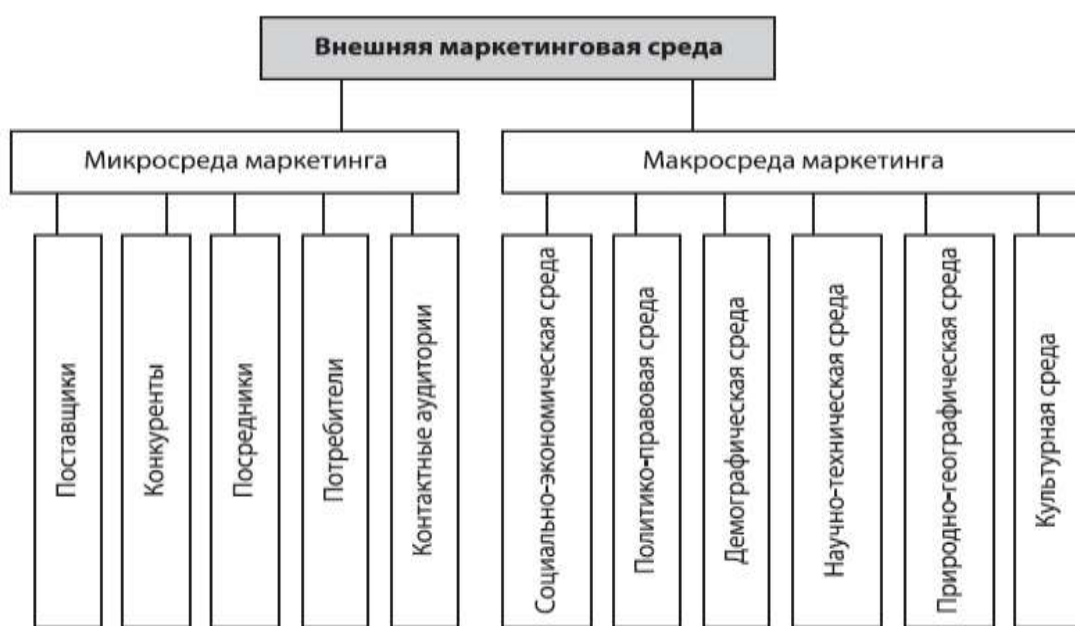 Внешняя маркетинговая среда
Микросреда маркетинга
Макросреда маркетинга
Поставщики
Конкуренты
Посредники
Потребители
Контактные аудитории
Социально-экономическая среда
Политико-правовая среда
Демографическая среда
Научно-техническая среда
Природно-географическая среда
Культурная среда